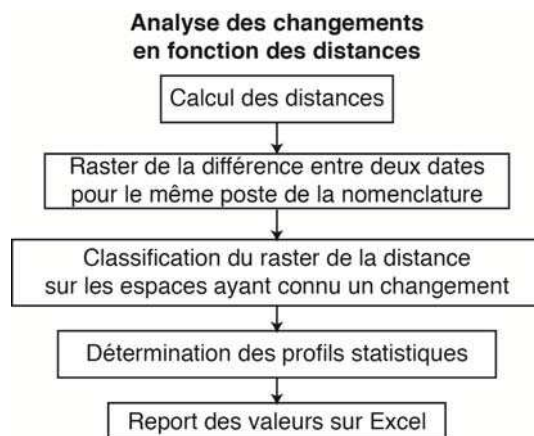 Analyse des changements
en fonction des distances
Calcul des distances
Raster de la différence entre deux dates
pour le même poste de la nomenclature
Classification du raster de la distance
sur les espaces ayant connu un changement
Détermination des profils statistiques
Report des valeurs sur Excel